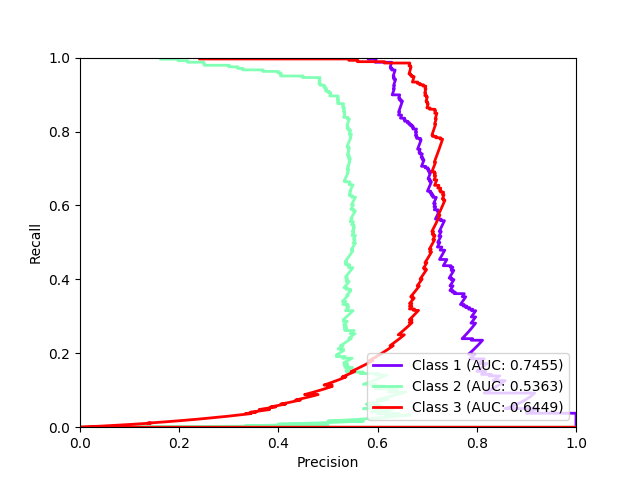 1.0
0.8
0.6
0.4
0.2
0.0
Recall
Class 1 (AUC: 0.7455)
Class 2 (AUC: 0.5363)
Class 3 (AUC: 0.6449)
0.0 0.2 0.4 0.6 0.8 1.0
Precision